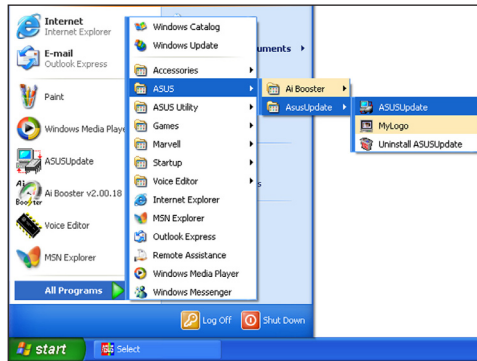 Internet
Internet Explorer
E-mail
Outlook Express
Paint
Windows Media Playe
ASUSUpdate
Ai Booster v2.00.18
Voice Editor
MSN Explorer
All Programs
Windows Catalog
Windows Update
Accessories
ASUS
ASUS Utility
Games
Marvell
Startup
Voice Editor
Internet Explorer
MSN Explorer
Outlook Express
Remote Assistance
Windows Media Player
Windows Messenger
uments
s
Ai Booster
AsusUpdate
ASUSUpdate
MyLogo
Uninstall ASUSUpdate
Log Off
Shut Down
start
Select